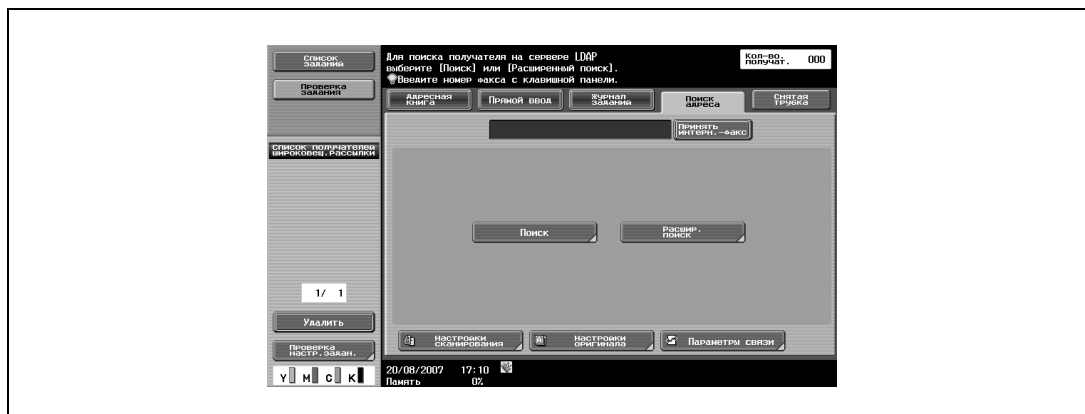 Список
задания
Проверка
задания
Список получателей
широковещ.рассылки
1/ 1
Удалить
Проверка
настр.задан.
Y M C K
Для поиска получателя на сервере LDAP
выберите [Поиск] или [Расширенный поиск].
Введите номер факса с клавишной панели.
Кол-во.
получат. 000
Адресная
книга
Прямой ввод
Журнал
заданий
Поиск
адреса
Снятая
трубка
Принять
интерн.-факс
Поиск
Расшир.
поиск
Настройки
сканирования
Настройки
оригинала
Параметры связи
20/08/2007 17:10
Память 0%